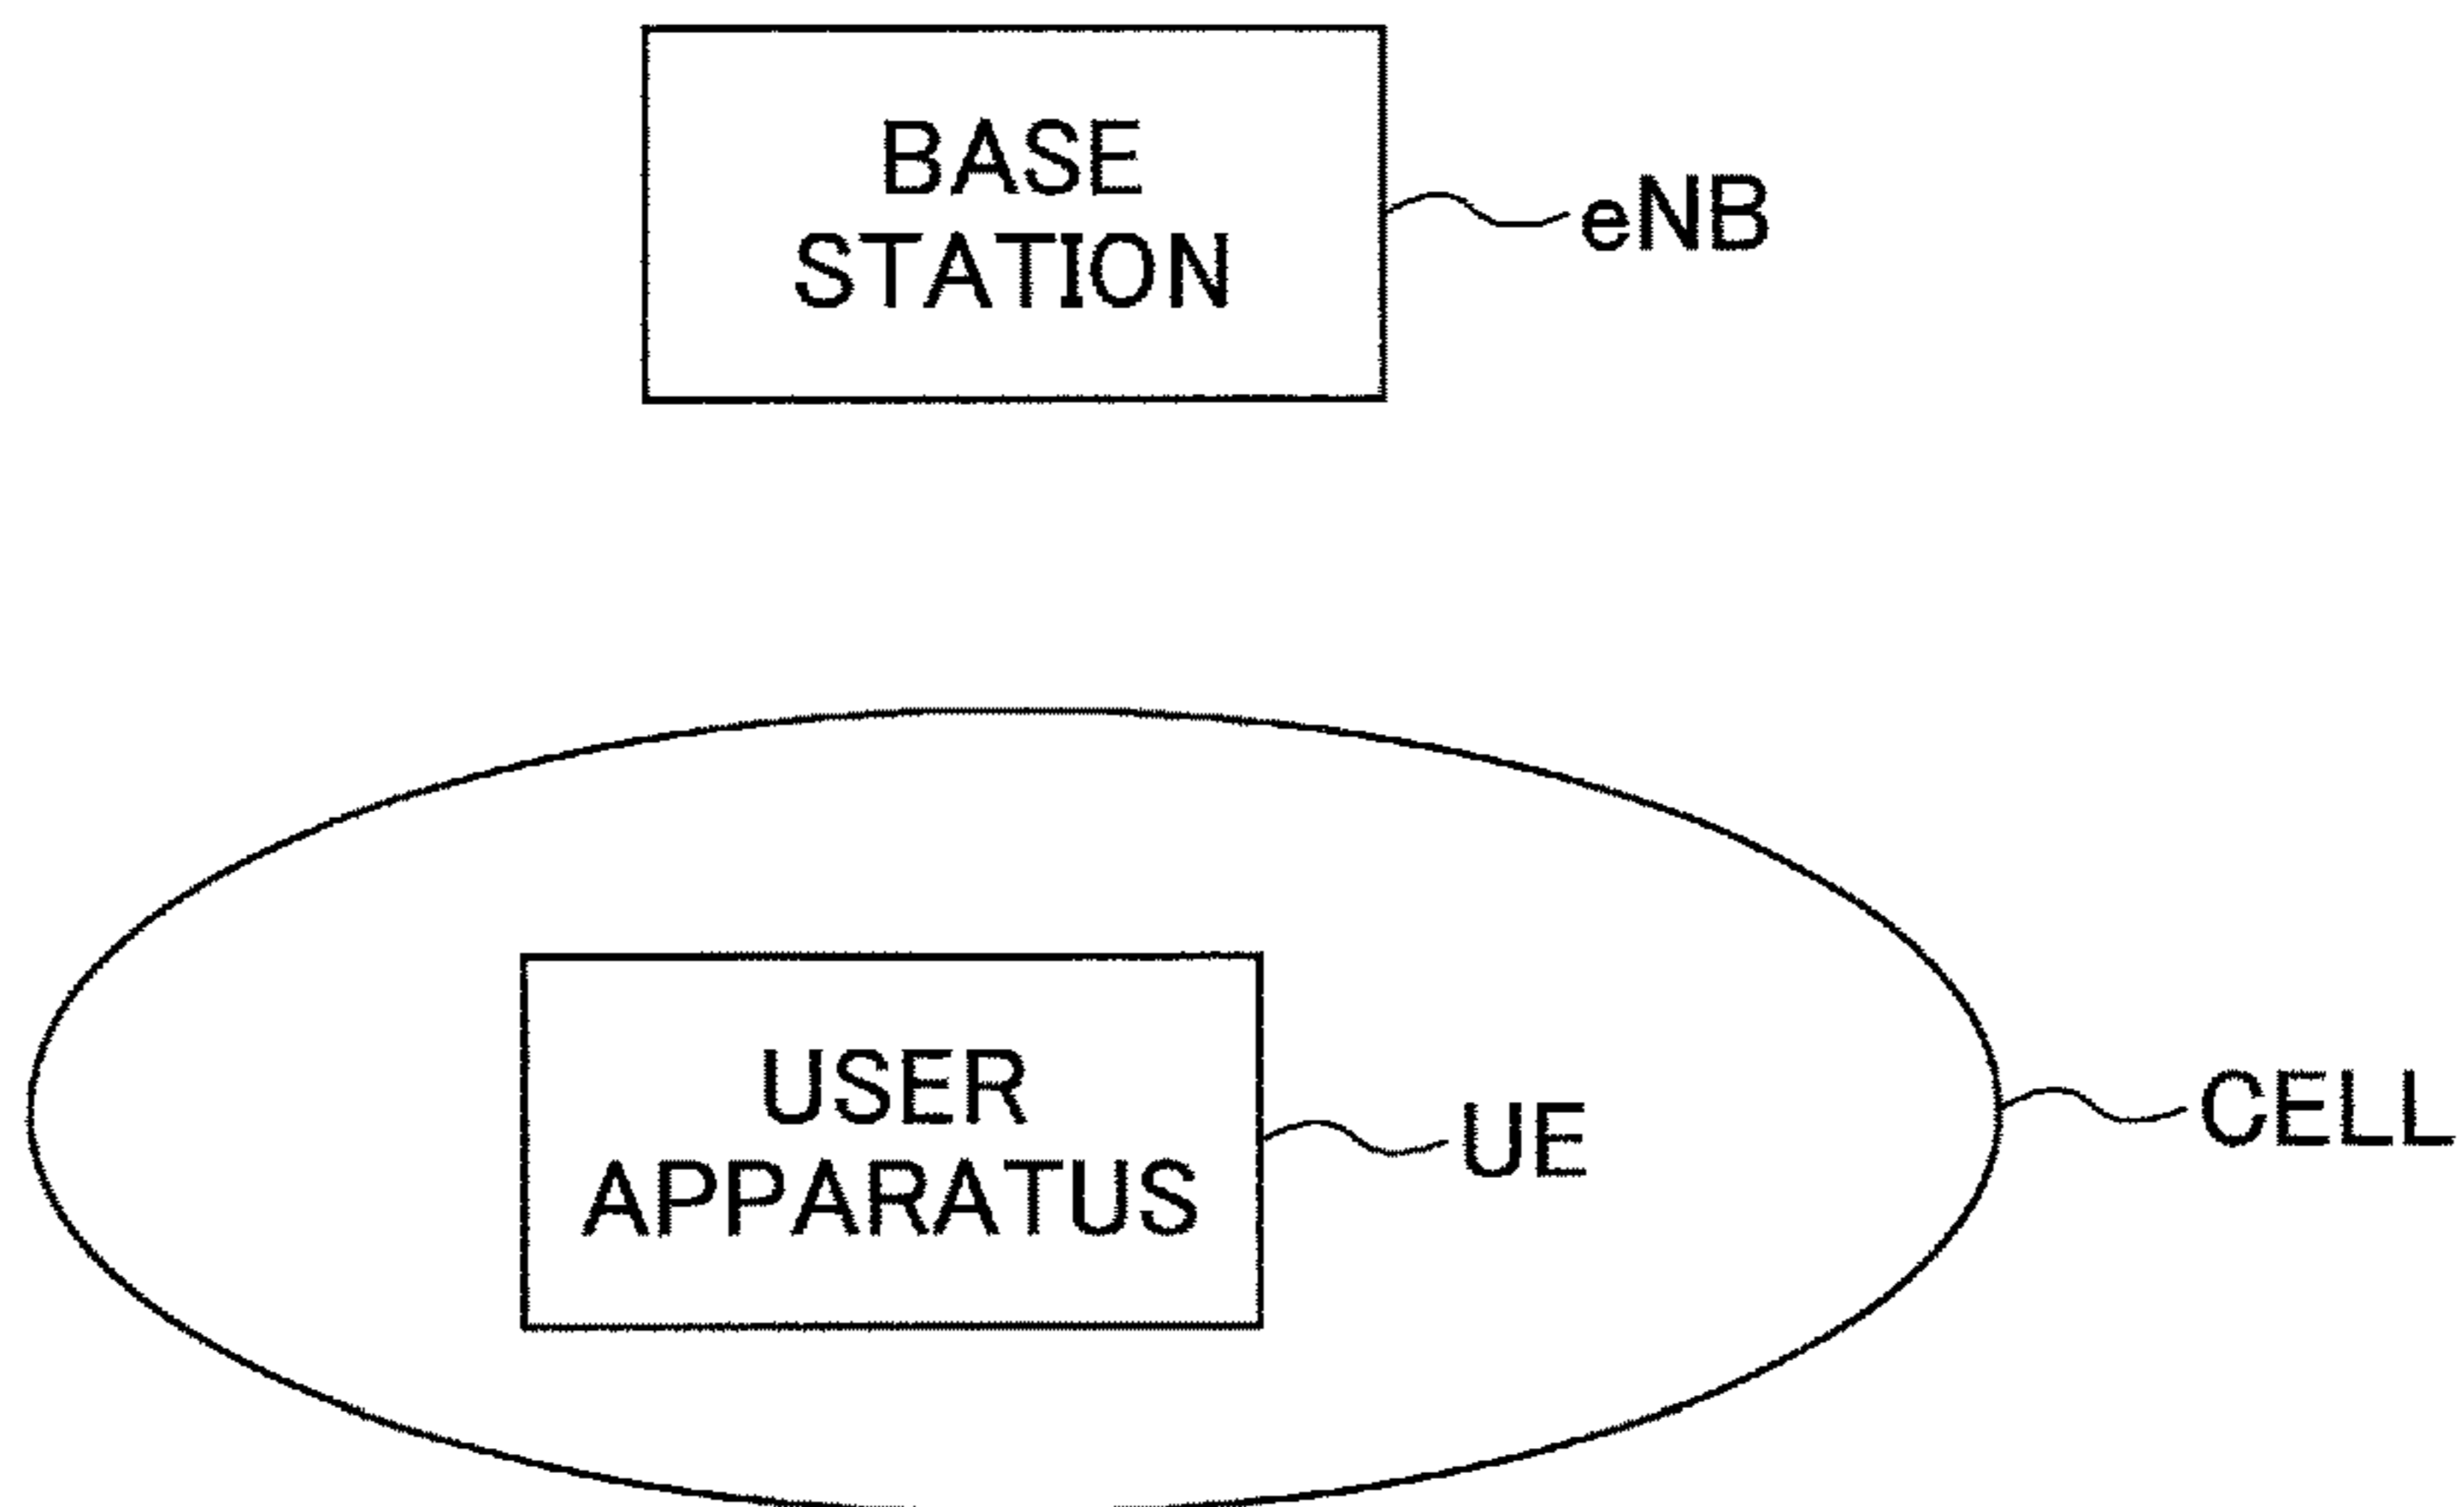 BASE
STATION
eNB
USER
APPARATUS
UE
CELL